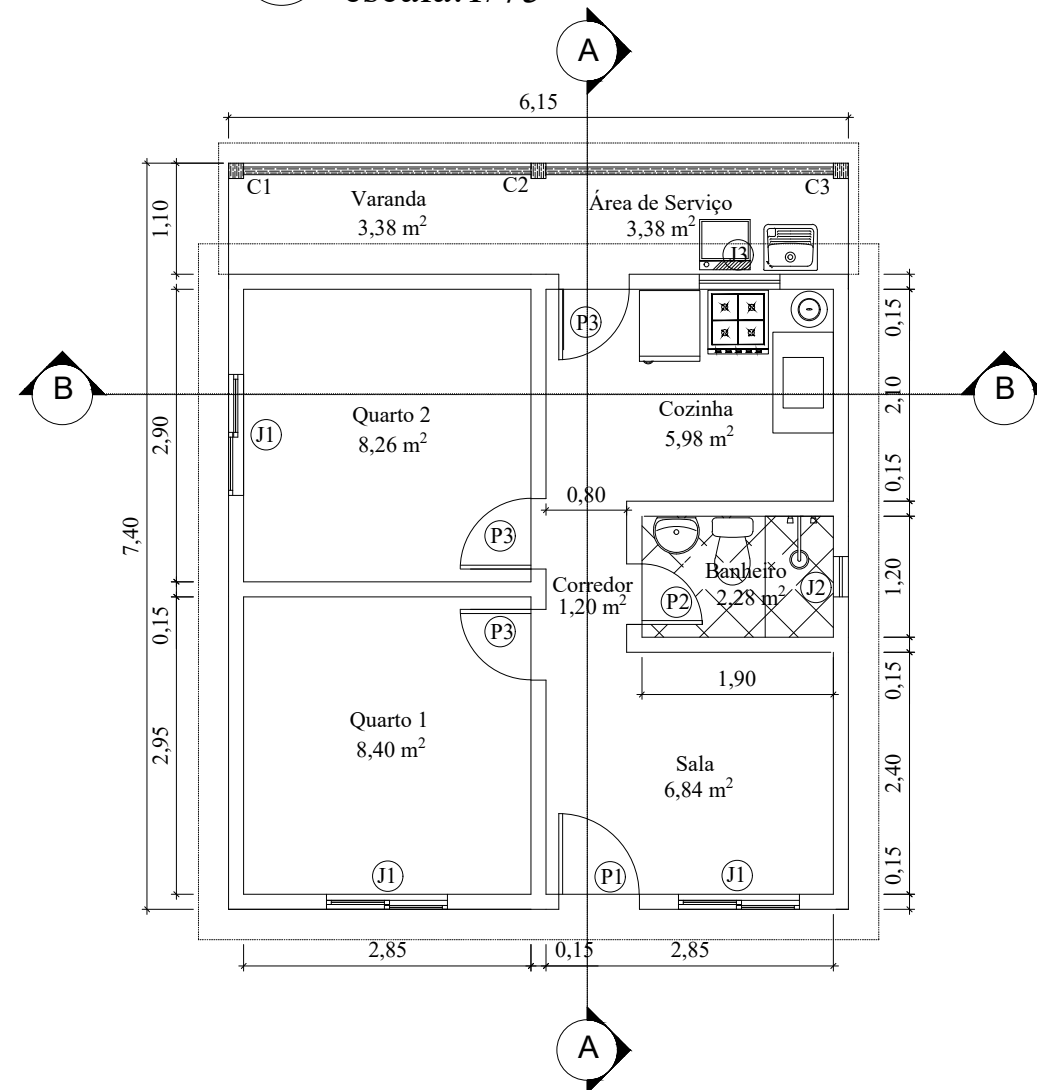 escala:1/75
A
6,15
C1
C2
C3
Varanda
3,38 m²
Área de Serviço
3,38 m²
1,10
J3
P3
0,15
B
B
Quarto 2
8,26 m²
Cozinha
5,98 m²
2,10
J1
2,90
0,15
0,80
7,40
P3
Banheiro
2,28 m²
J2
1,20
Corredor
1,20 m²
P2
0,15
P3
1,90
0,15
Quarto 1
8,40 m²
2,95
Sala
6,84 m²
2,40
J1
P1
J1
0,15
2,85
0,15
2,85
A